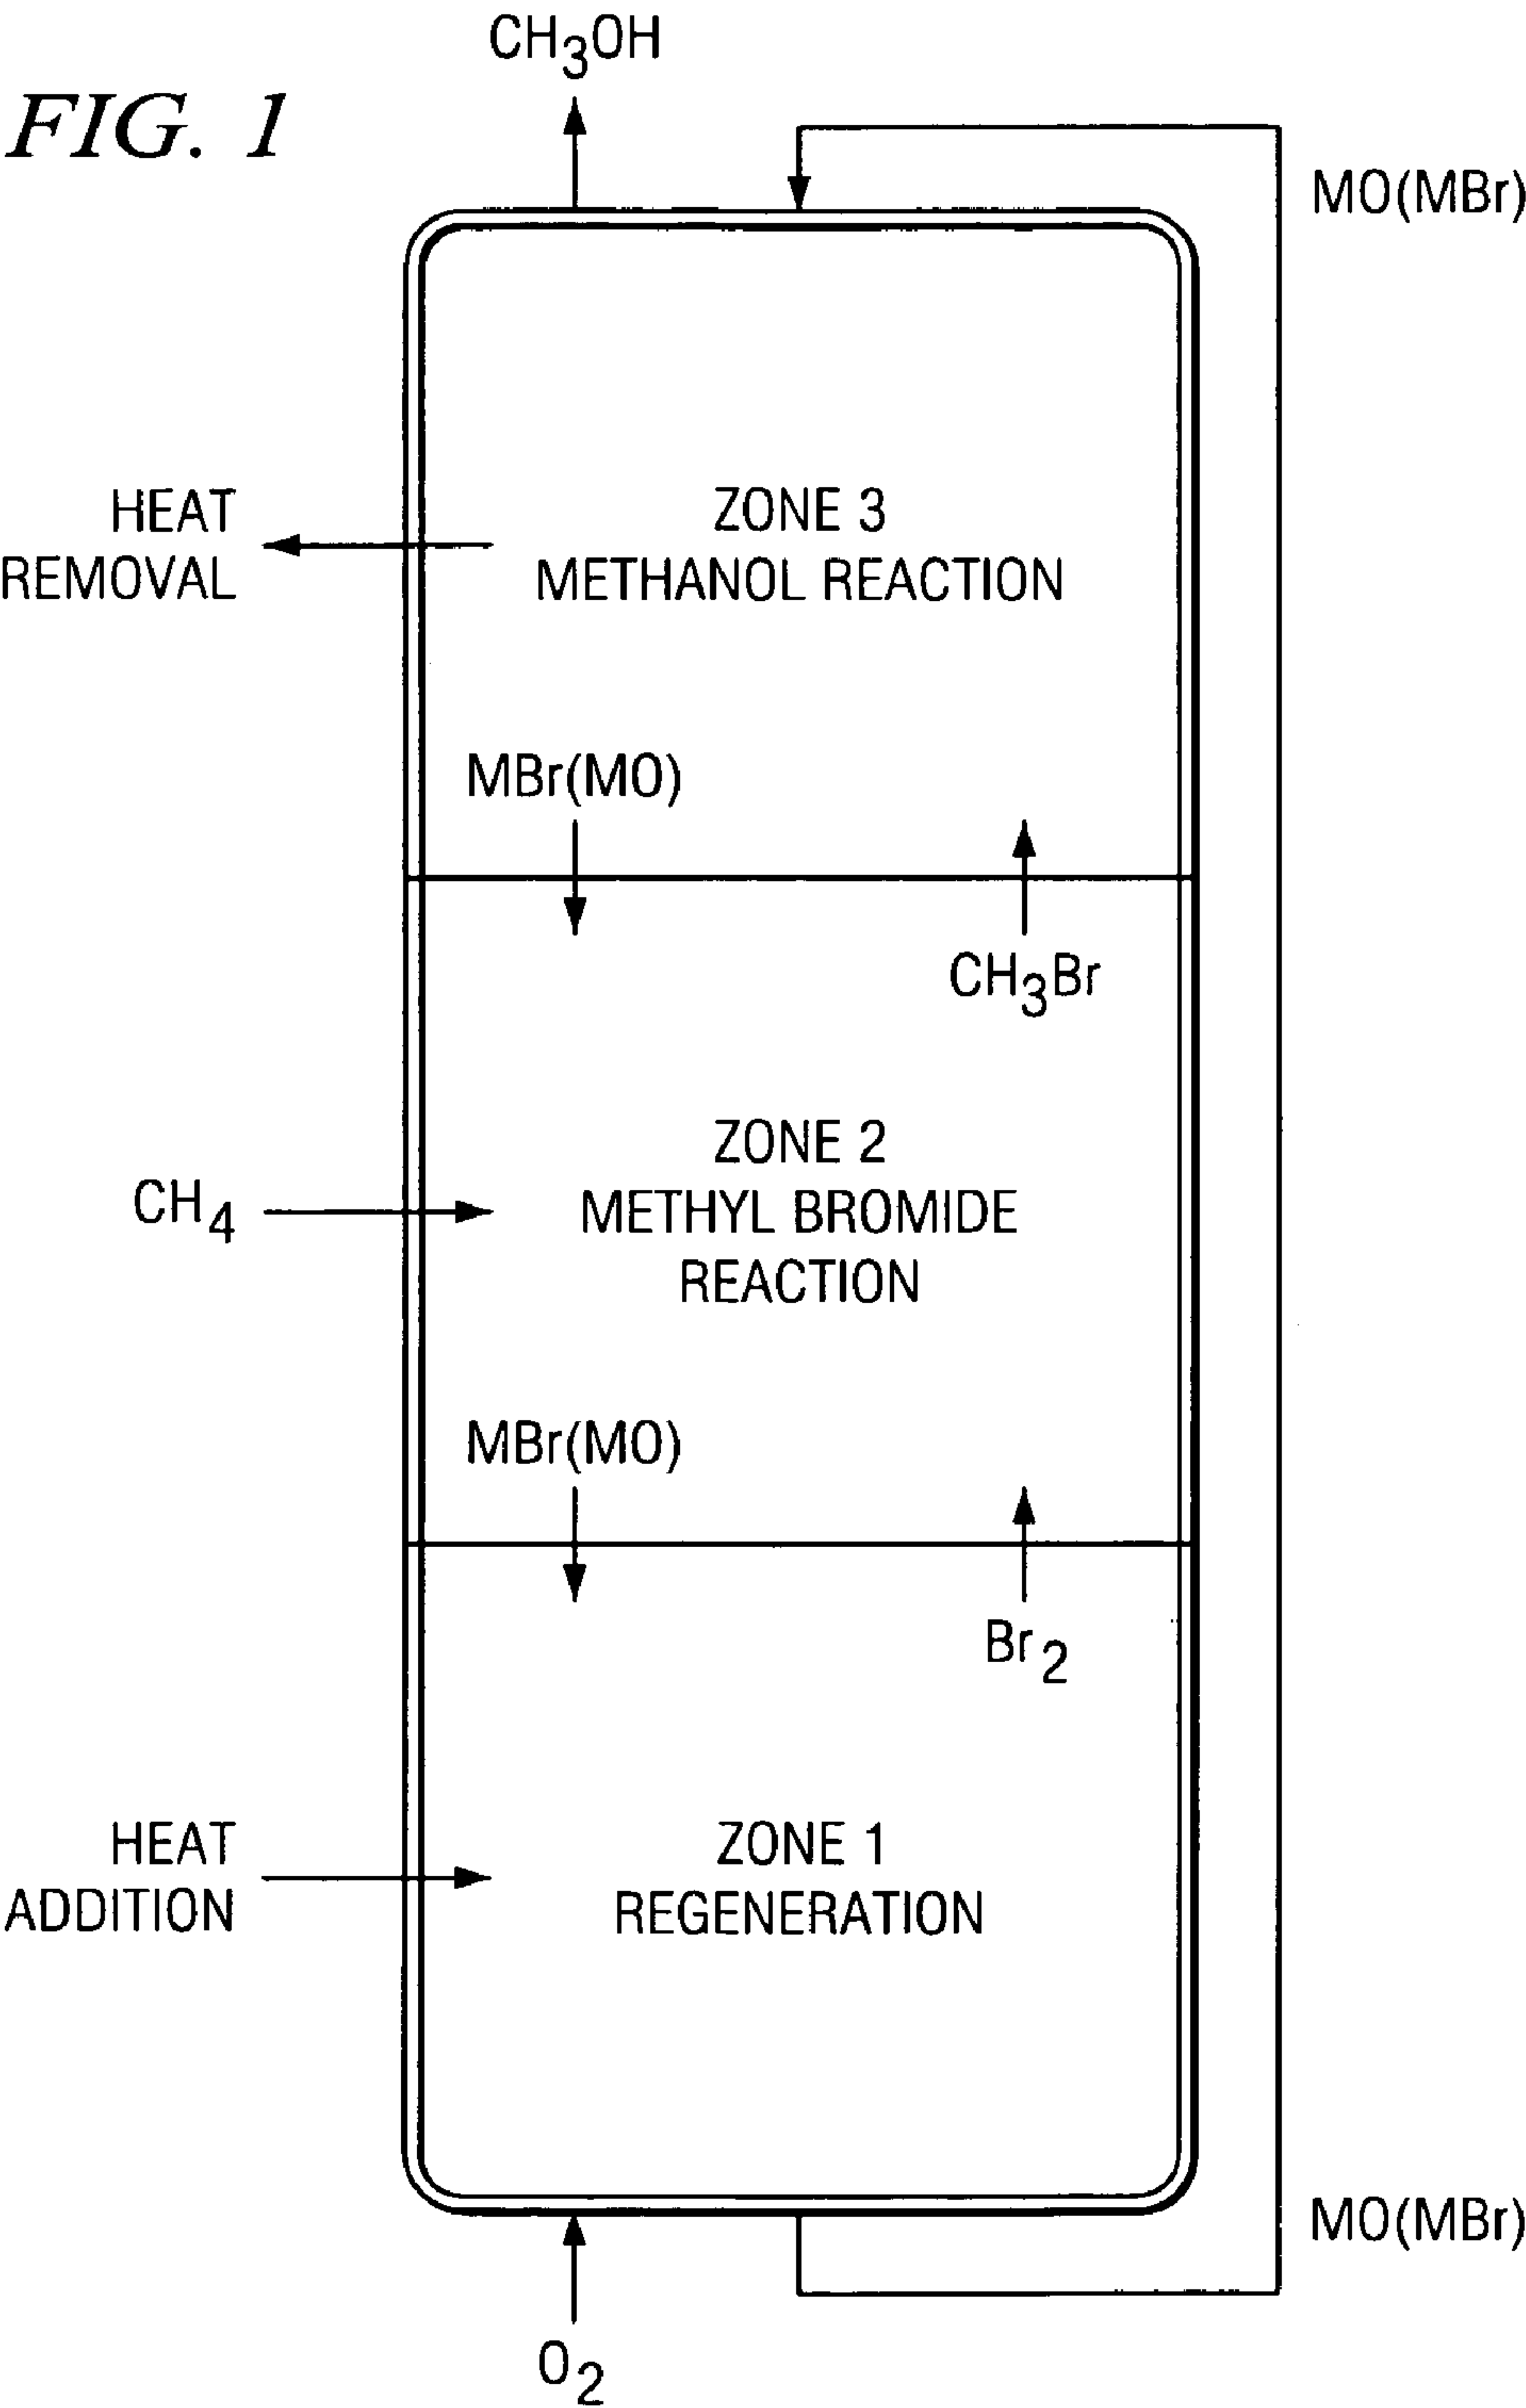 CH3OH
FIG. 1
MO(MBr)
HEAT
REMOVAL
ZONE 3
METHANOL REACTION
MBr(MO)
CH3Br
ZONE 2
METHYL BROMIDE
REACTION
CH4
MBr(MO)
Br2
HEAT
ADDITION
ZONE 1
REGENERATION
MO(MBr)
O2